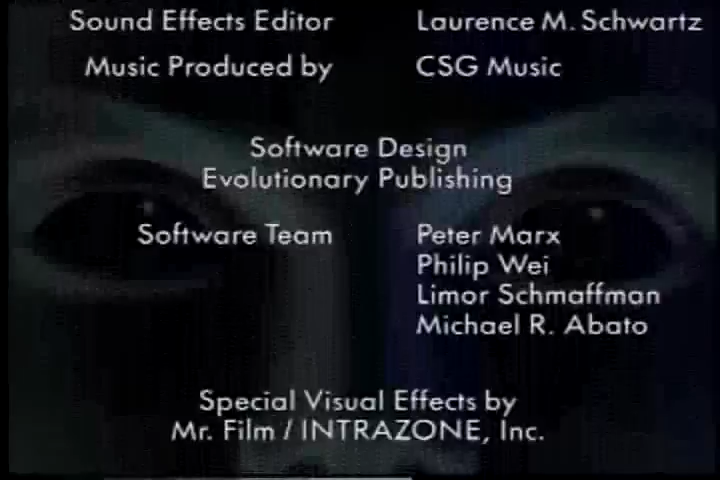 Sound Effects Editor Laurence M. Schwartz
Music Produced by CSG Music
Software Design
Evolutionary Publishing
Software Team Peter Marx
Philip Wei
Limor Schmaffman
Michael R. Abato
Special Visual Effects by
Mr. Film / INTRAZONE, Inc.